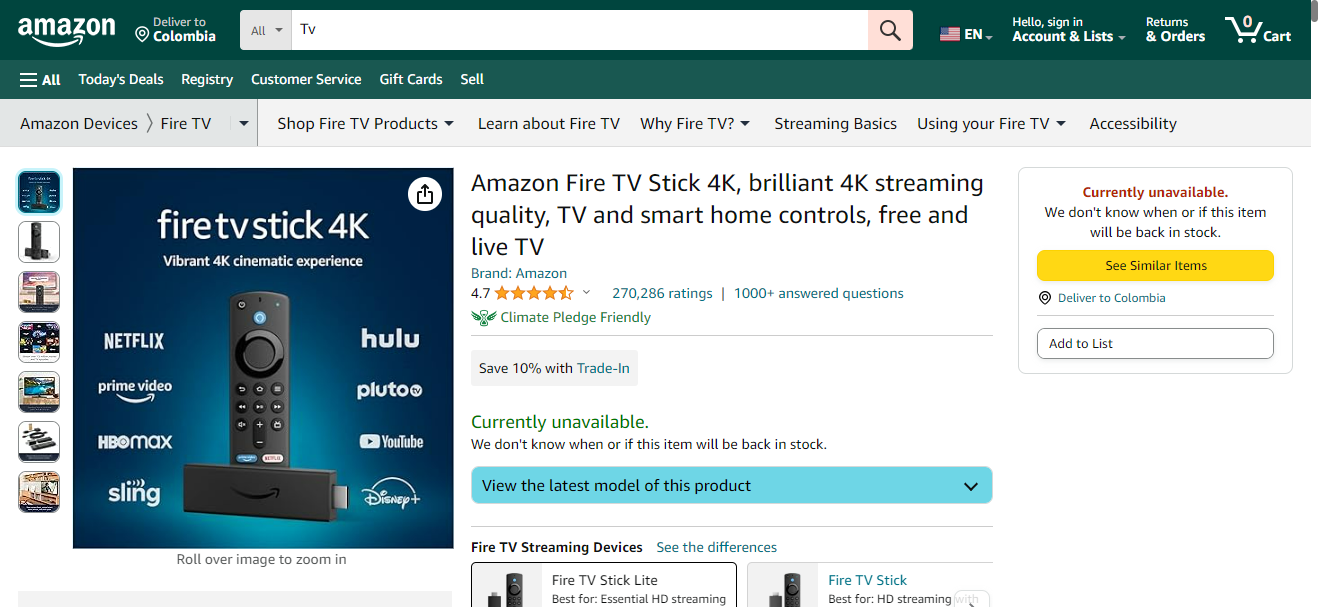 amazon
Deliver to
Colombia
All
Tv
EN
Hello, sign in
Account & Lists
Returns
& Orders
0
Cart
All
Today's Deals
Registry
Customer Service
Gift Cards
Sell
Amazon Devices
Fire TV
Shop Fire TV Products
Learn about Fire TV
Why Fire TV?
Streaming Basics
Using your Fire TV
Accessibility
fire tv stick 4K
Vibrant 4K cinematic experience
NETFLIX
hulu
prime video
pluto tv
HBOMAX
YouTube
sling
Disney+
Roll over image to zoom in
Amazon Fire TV Stick 4K, brilliant 4K streaming
quality, TV and smart home controls, free and
live TV
Brand: Amazon
4.7
270,286 ratings | 1000+ answered questions
Climate Pledge Friendly
Save 10% with Trade-In
Currently unavailable.
We don't know when or if this item will be back in stock.
View the latest model of this product
Fire TV Streaming Devices
See the differences
Fire TV Stick Lite
Best for: Essential HD streaming
Fire TV Stick
Best for: HD streaming with
Currently unavailable.
We don't know when or if this item
will be back in stock.
See Similar Items
Deliver to Colombia
Add to List